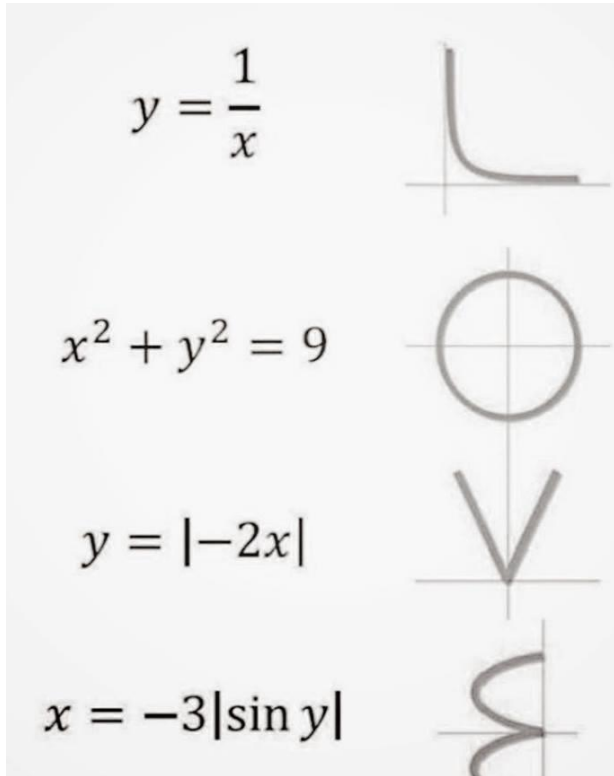 y = 1/x
x² + y² = 9
y = |−2x|
x = −3|sin y|